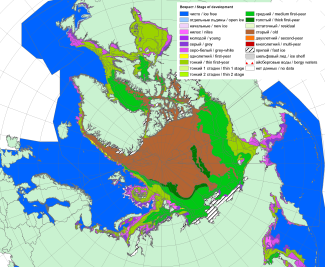 Возраст / Stage of development
чисто / ice free
отдельные льдины / open ice
начальные / new ice
нилас / nilas
молодой / young
серый / grey
серо-белый / grey-white
однолетний / first-year
тонкий / thin first-year
тонкий 1 стадии / thin 1 stage
тонкий 2 стадии / thin 2 stage
средний / medium first-year
толстый / thick first-year
остаточный / residual
старый / old
двухлетний / second-year
многолетний / multi-year
припай / fast ice
шельфовый лед / ice shelf
айсберговые воды / bergy waters
нет данных / no data